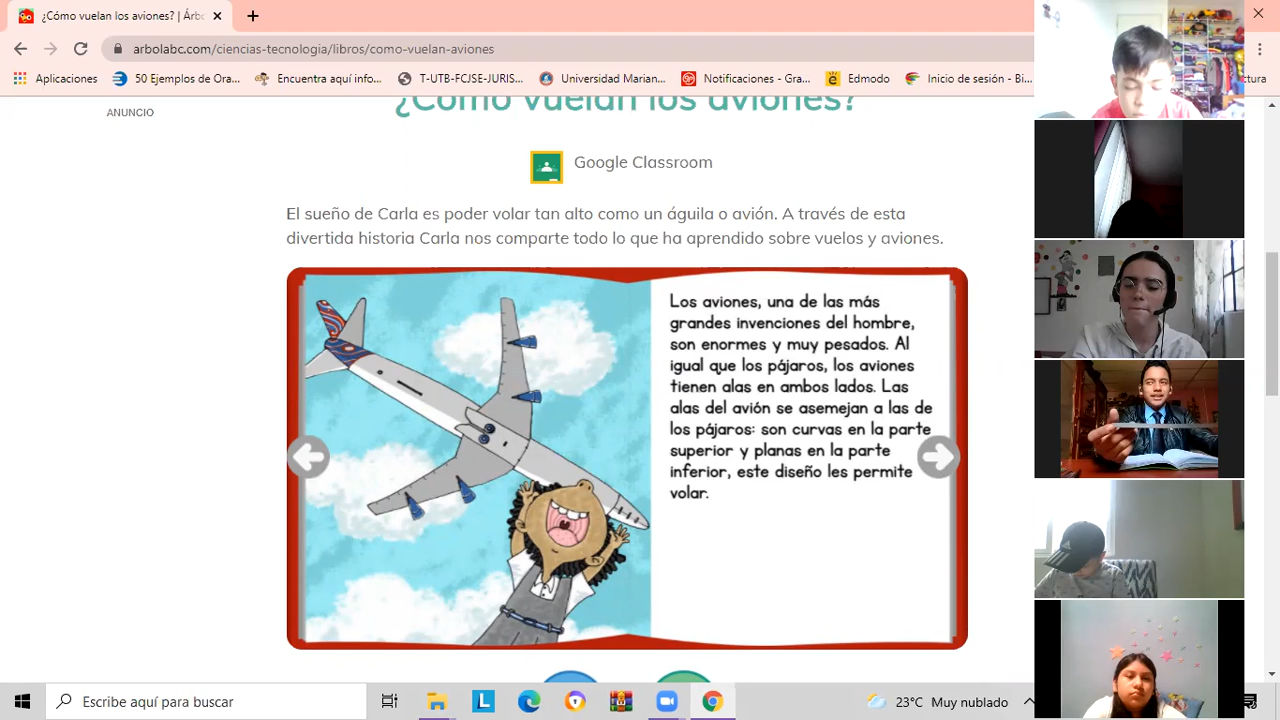 ¿Cómo vuelan los aviones? | Árbo
arbolabc.com/ciencias-tecnologia/libros/como-vuelan-aviones
Aplicaciones
50 Ejemplos de Ora...
Encuentra aquí info...
T-UTB-FCJSE-JURIS...
Universidad Marian...
Notificaciones - Gra...
Edmodo
Inicio de sesión - Bi...
ctura
ANUNCIO
¿Cómo vuelan los aviones?
Google Classroom
El sueño de Carla es poder volar tan alto como un águila o avión. A través de esta
divertida historia Carla nos comparte todo lo que ha aprendido sobre vuelos y aviones.
Los aviones, una de las más
grandes invenciones del hombre,
son enormes y muy pesados. Al
igual que los pájaros, los aviones
tienen alas en ambos lados. Las
alas del avión se asemejan a las de
los pájaros: son curvas en la parte
superior y planas en la parte
inferior, este diseño les permite
volar.
Escribe aquí para buscar
23°C Muy nublado